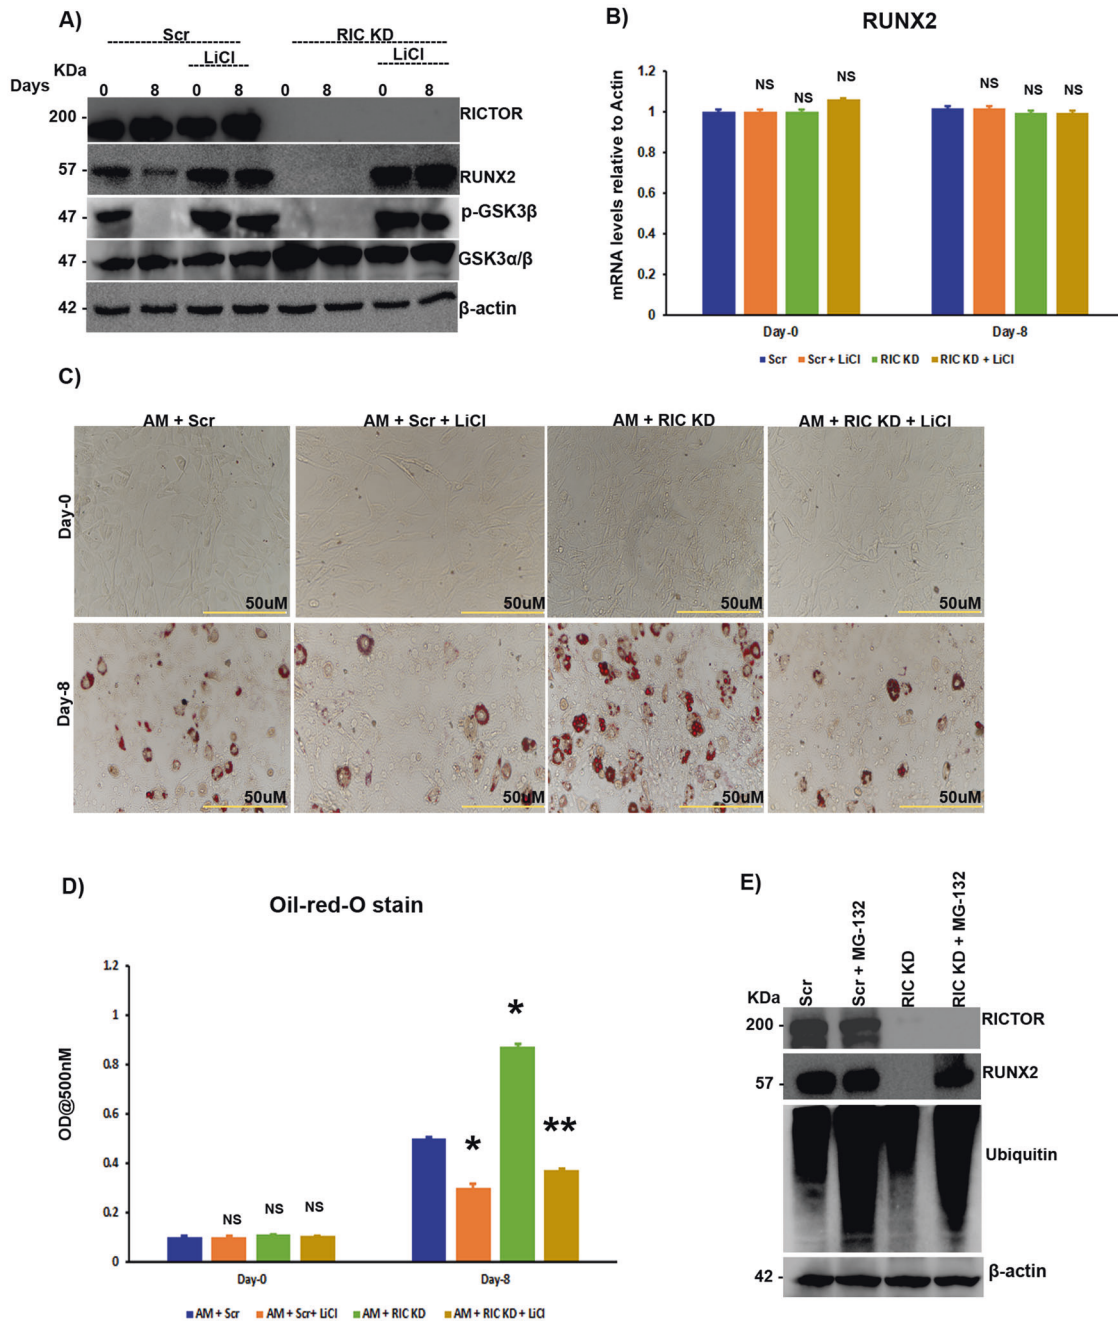 A)
Scr
RIC KD
LiCl
LiCl
KDa
Days 0 8 0 8 0 8 0 8
200
RICTOR
57
RUNX2
47
p-GSK3β
47
GSK3α/β
42
β-actin
B)
RUNX2
mRNA levels relative to Actin
1.2
1
0.8
0.6
0.4
0.2
0
NS NS NS
NS NS NS
Day-0 Day-8
Scr Scr + LiCl RIC KD RIC KD + LiCl
C)
AM + Scr AM + Scr + LiCl AM + RIC KD AM + RIC KD + LiCl
Day-0
50uM 50uM 50uM 50uM
Day-8
50uM 50uM 50uM 50uM
D)
Oil-red-O stain
OD@500nM
1.2
1
0.8
0.6
0.4
0.2
0
NS NS NS
* * **
Day-0 Day-8
AM + Scr AM + Scr+ LiCl AM + RIC KD AM + RIC KD + LiCl
E)
Scr
Scr + MG-132
RIC KD
RIC KD + MG-132
KDa
200
RICTOR
57
RUNX2
Ubiquitin
42
β-actin